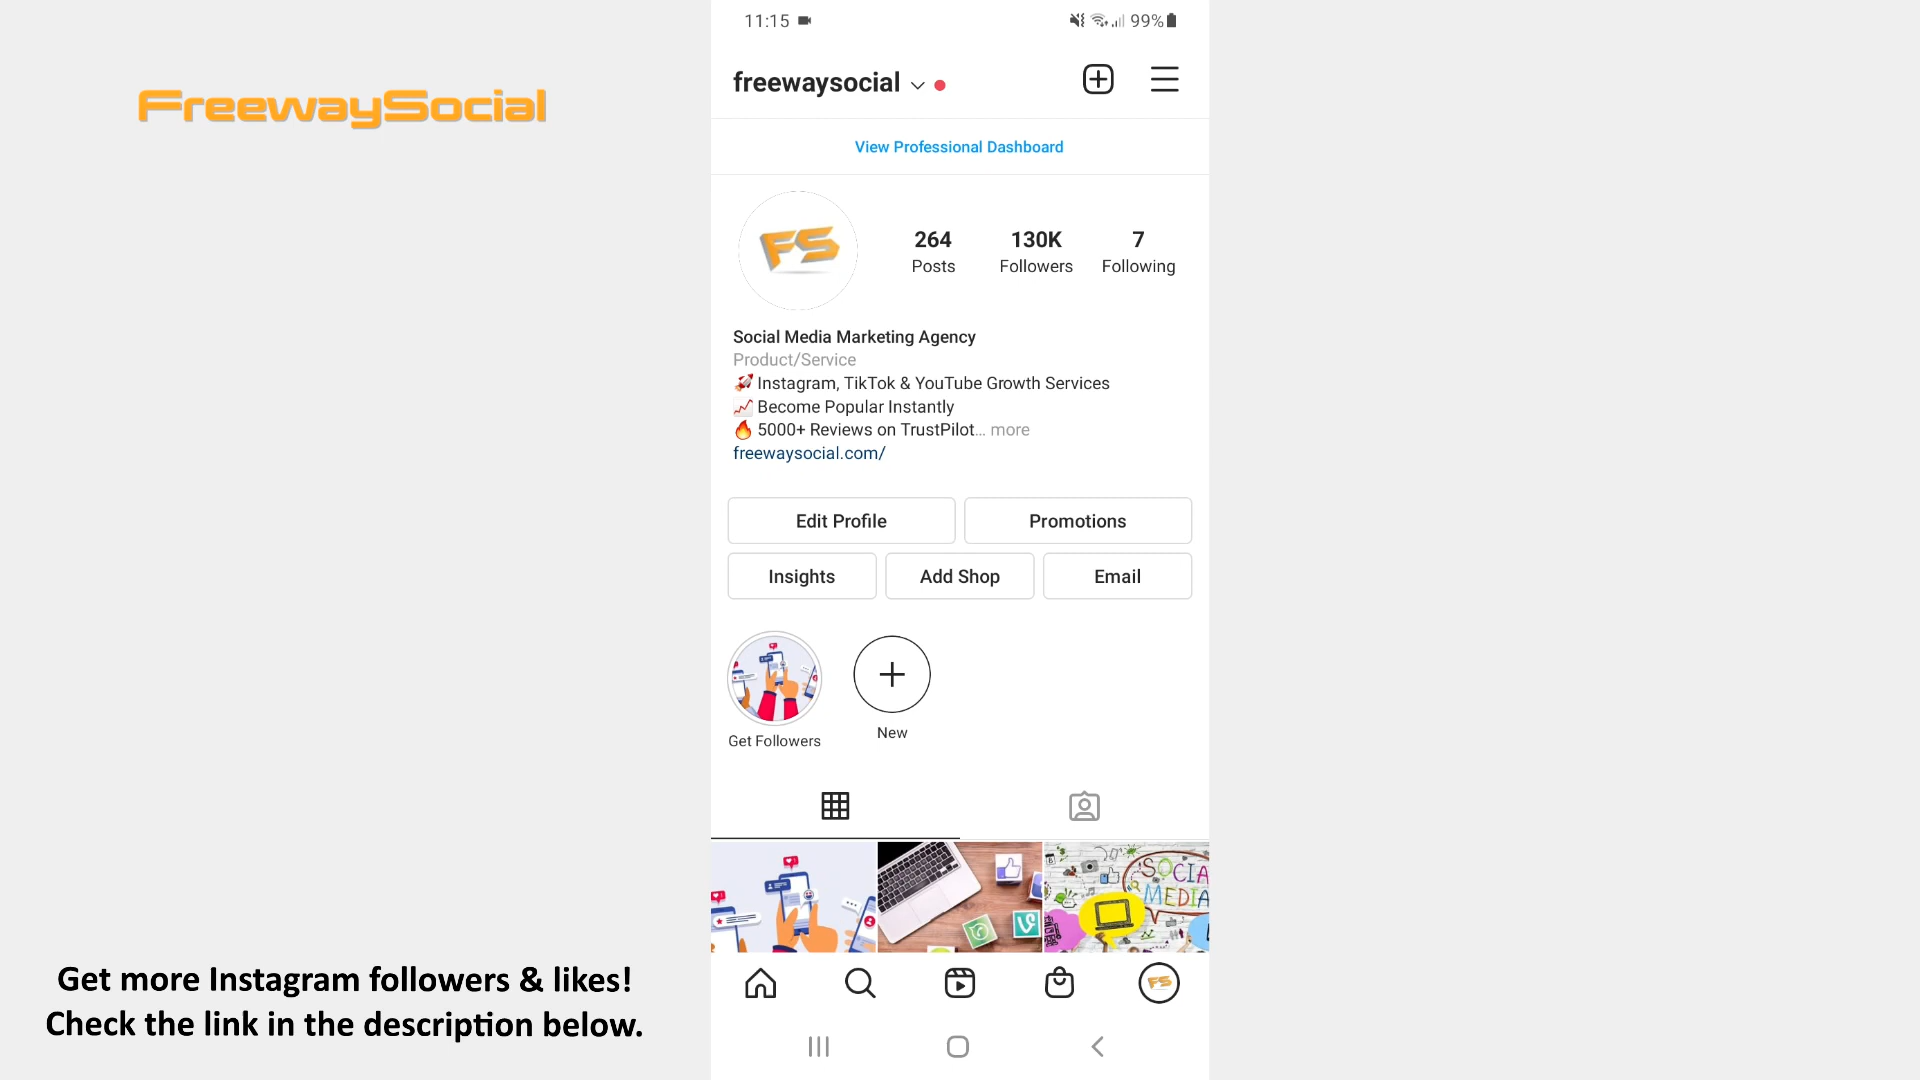 FreewaySocial
11:15
99%
freewaysocial
View Professional Dashboard
FS
264
130K
7
Posts
Followers
Following
Social Media Marketing Agency
Product/Service
🚀 Instagram, TikTok & YouTube Growth Services
📈 Become Popular Instantly
🔥 5000+ Reviews on TrustPilot... more
freewaysocial.com/
Edit Profile
Promotions
Insights
Add Shop
Email
Get Followers
New
SOCIA
MEDIA
FS
Get more Instagram followers & likes!
Check the link in the description below.